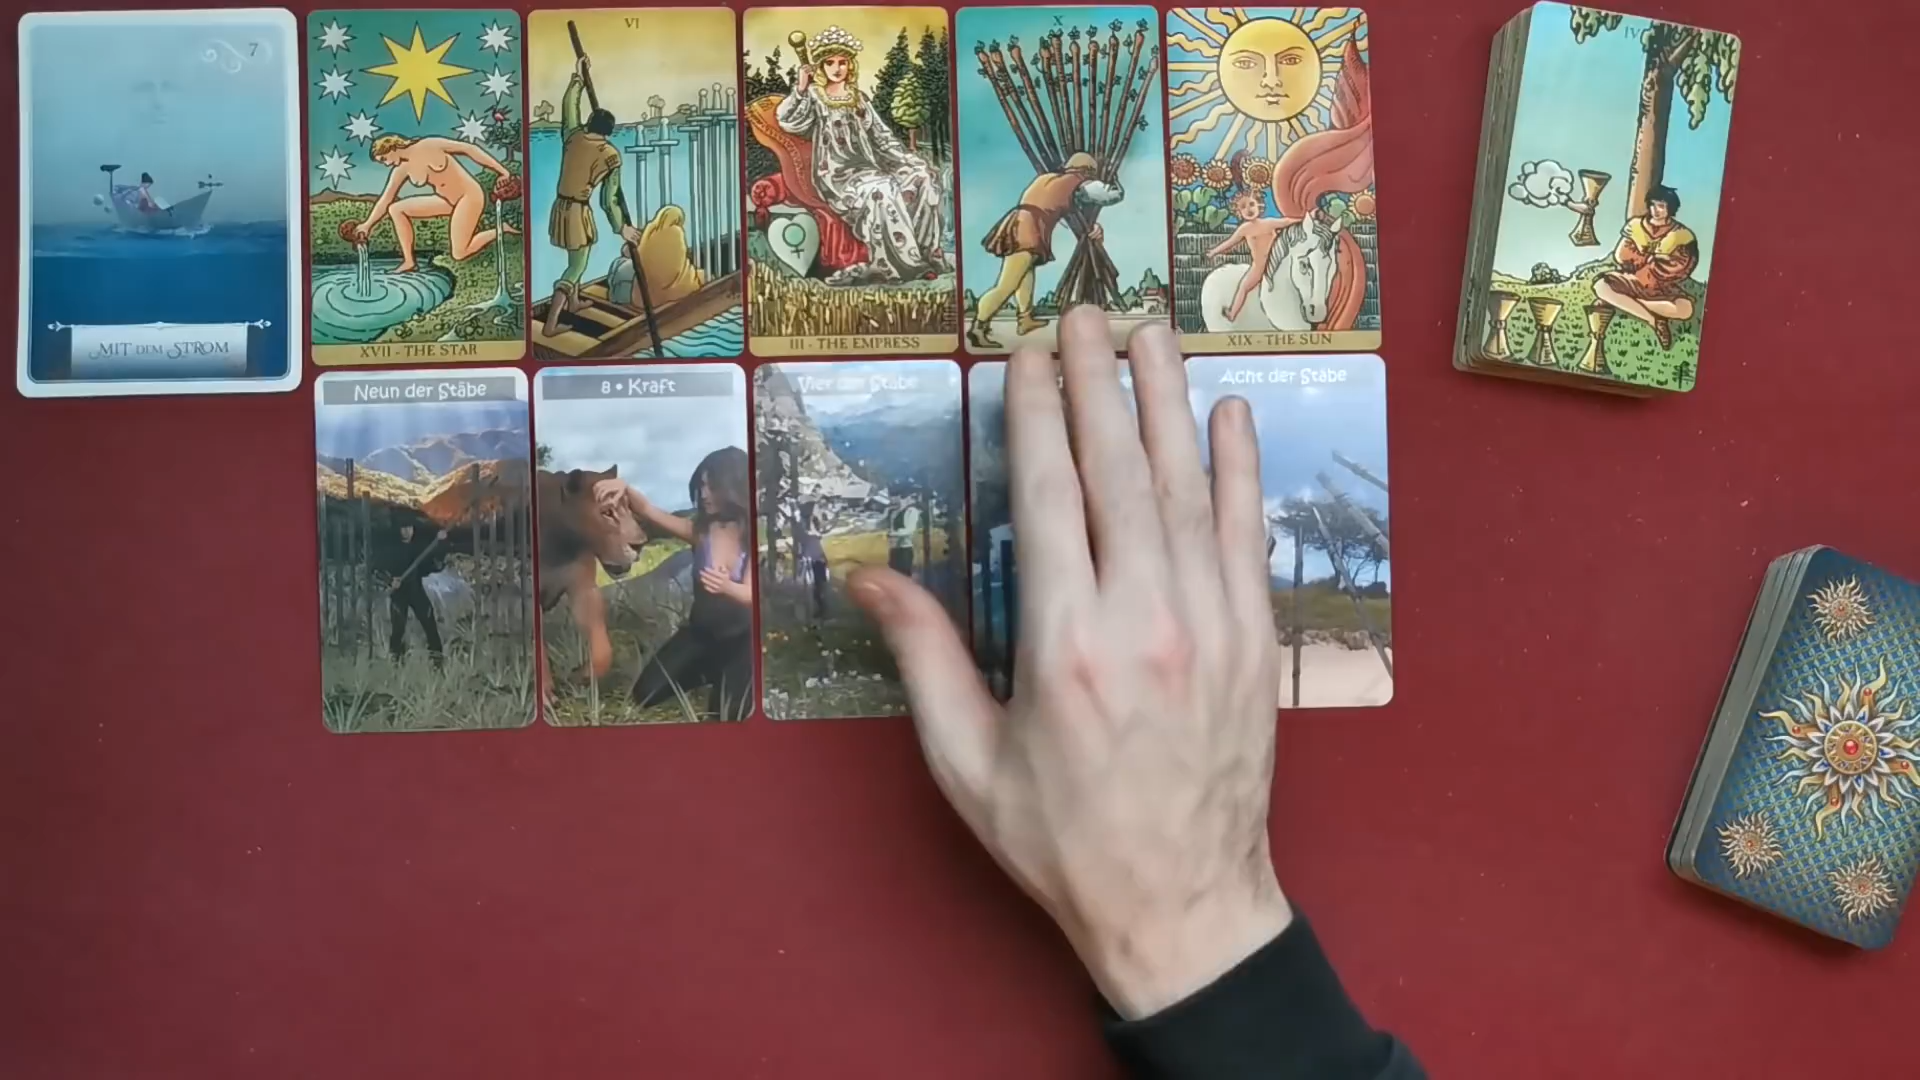 7
MIT DEM STROM
XVII - THE STAR
VI
III - THE EMPRESS
X
XIX - THE SUN
IV
Neun der Stäbe
8 • Kraft
Vier der Stäbe
Acht der Stäbe